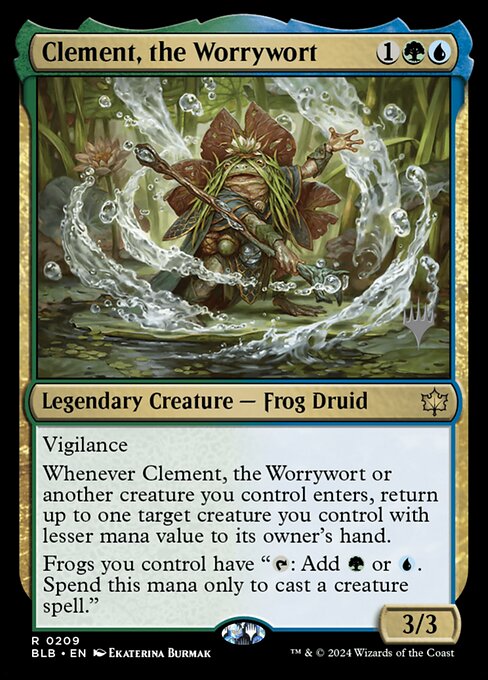 Clement, the Worrywort 1
Legendary Creature — Frog Druid
Vigilance
Whenever Clement, the Worrywort or
another creature you control enters, return
up to one target creature you control with
lesser mana value to its owner's hand.
Frogs you control have “: Add or .
Spend this mana only to cast a creature
spell.”
3/3
R 0209
BLB • EN Ekaterina Burmak
™ & © 2024 Wizards of the Coast